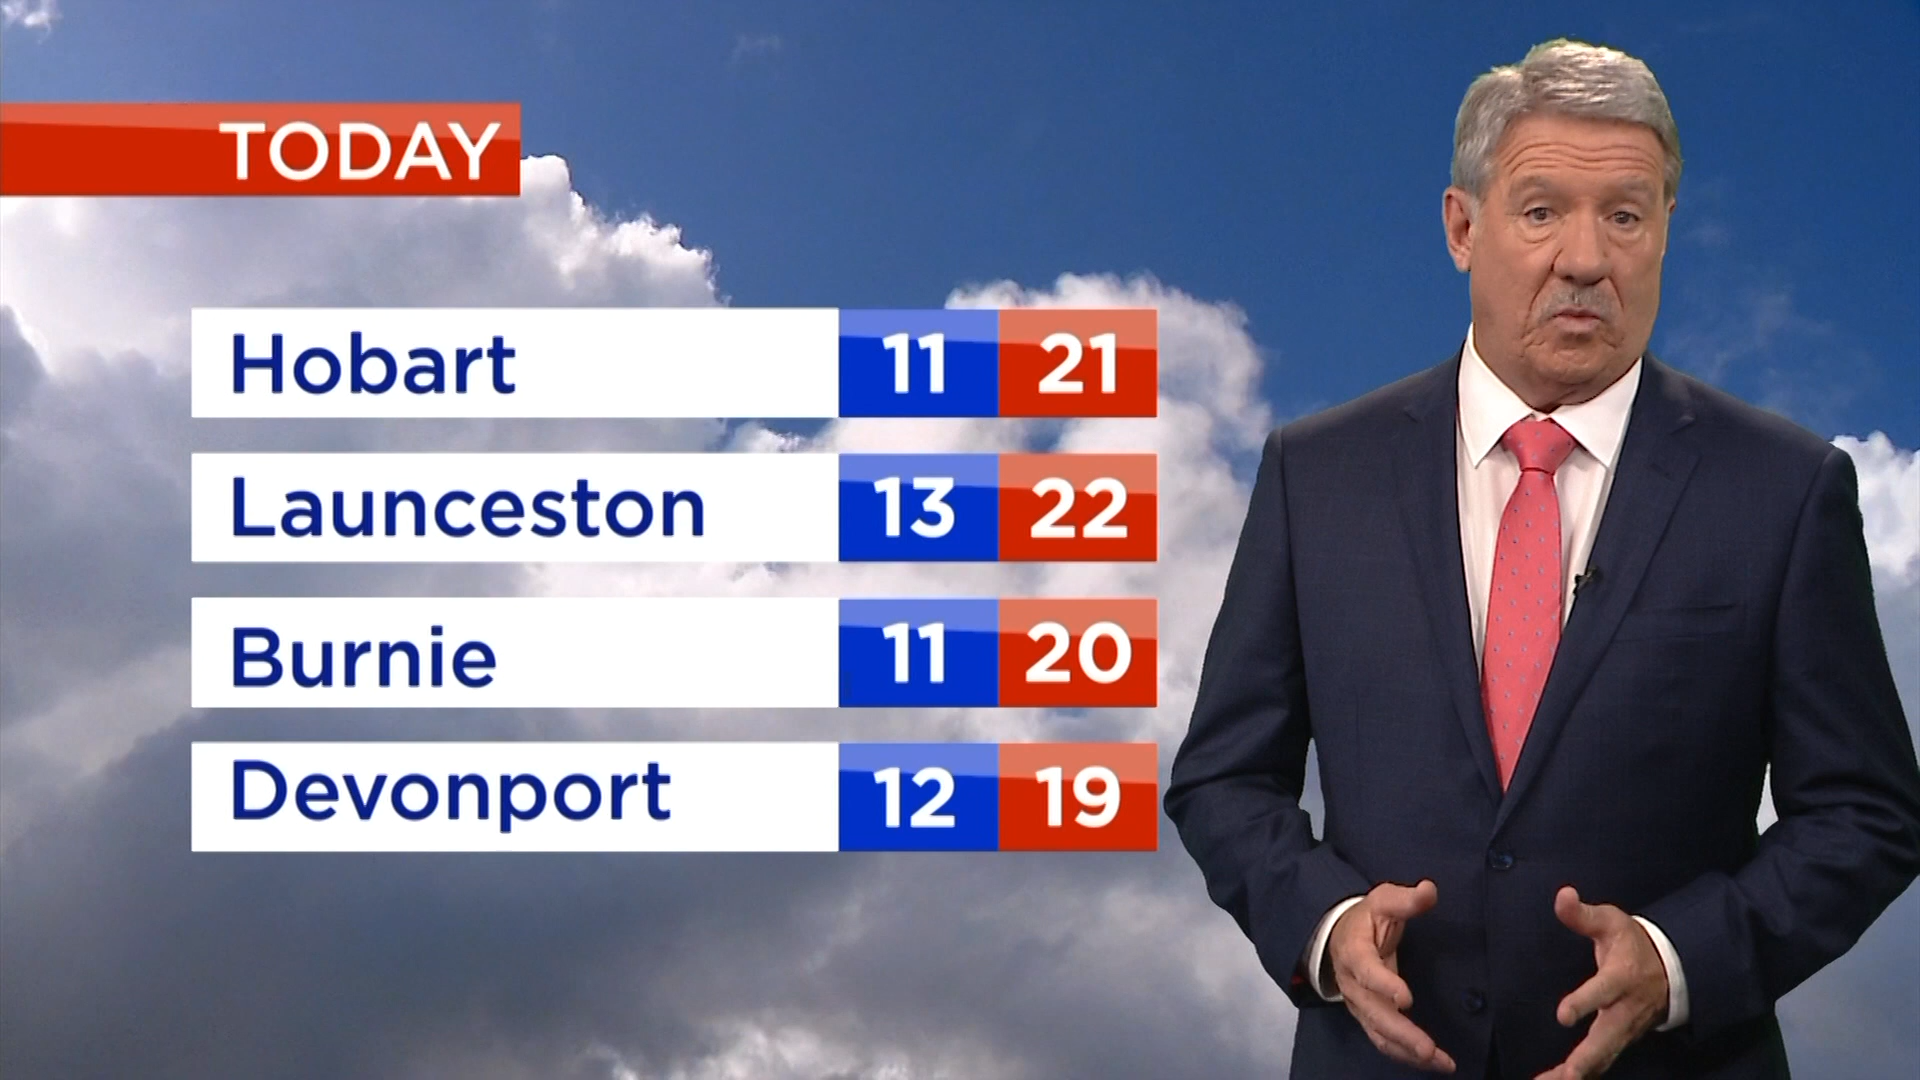 TODAY
Hobart 11 21
Launceston 13 22
Burnie 11 20
Devonport 12 19